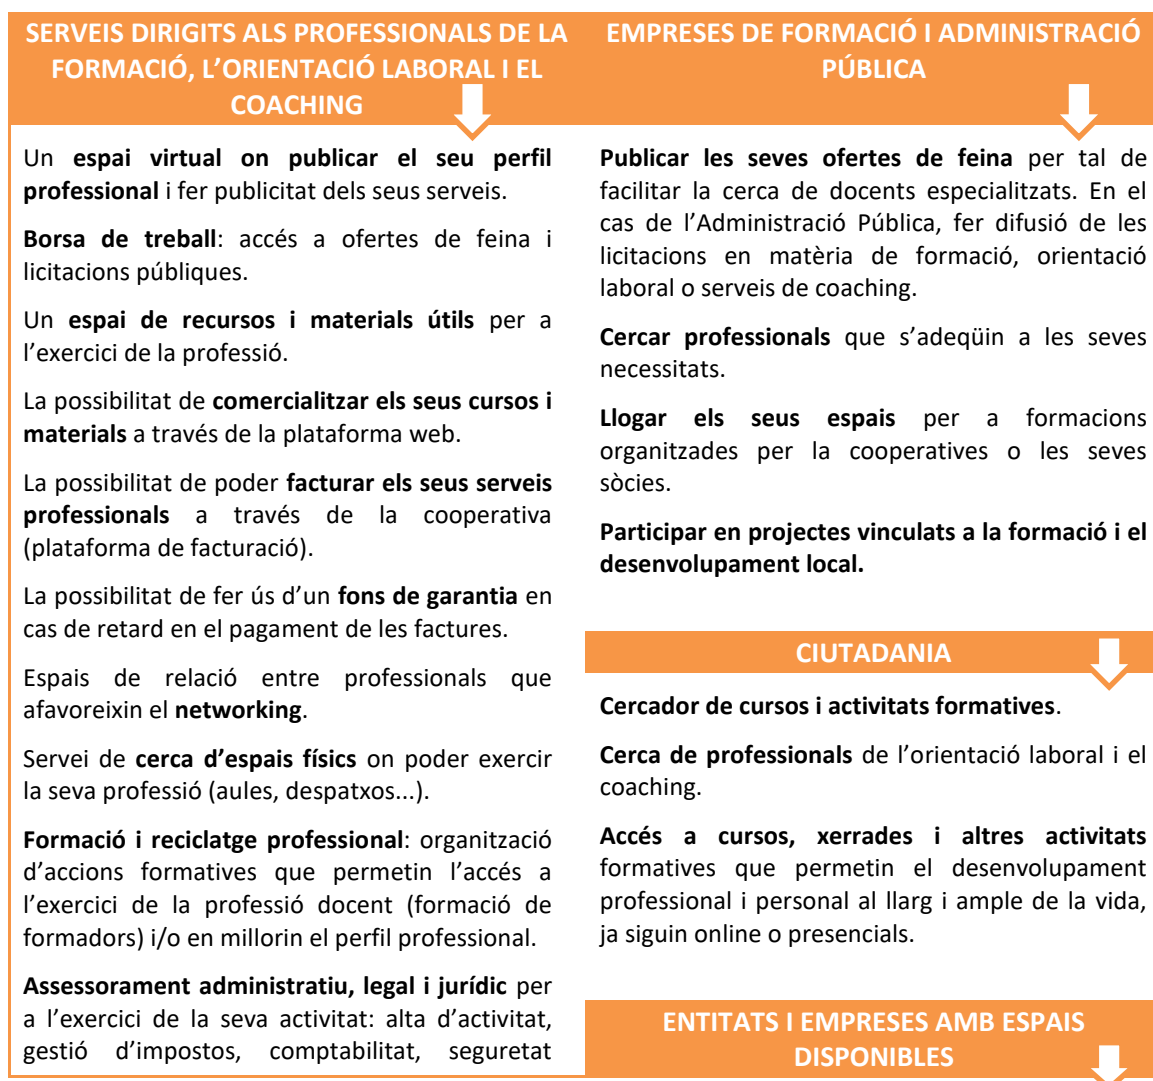 SERVEIS DIRIGITS ALS PROFESSIONALS DE LA
FORMACIÓ, L’ORIENTACIÓ LABORAL I EL
COACHING
Un espai virtual on publicar el seu perfil
professional i fer publicitat dels seus serveis.
Borsa de treball: accés a ofertes de feina i
licitacions públiques.
Un espai de recursos i materials útils per a
l’exercici de la professió.
La possibilitat de comercialitzar els seus cursos i
materials a través de la plataforma web.
La possibilitat de poder facturar els seus serveis
professionals a través de la cooperativa
(plataforma de facturació).
La possibilitat de fer ús d’un fons de garantia en
cas de retard en el pagament de les factures.
Espais de relació entre professionals que
afavoreixin el networking.
Servei de cerca d’espais físics on poder exercir
la seva professió (aules, despatxos...).
Formació i reciclatge professional: organització
d’accions formatives que permetin l’accés a
l’exercici de la professió docent (formació de
formadors) i/o en millorin el perfil professional.
Assessorament administratiu, legal i jurídic per
a l’exercici de la seva activitat: alta d’activitat,
gestió d’impostos, comptabilitat, seguretat
EMPRESES DE FORMACIÓ I ADMINISTRACIÓ
PÚBLICA
Publicar les seves ofertes de feina per tal de
facilitar la cerca de docents especialitzats. En el
cas de l’Administració Pública, fer difusió de les
licitacions en matèria de formació, orientació
laboral o serveis de coaching.
Cercar professionals que s’adeqüin a les seves
necessitats.
Llogar els seus espais per a formacions
organitzades per la cooperatives o les seves
sòcies.
Participar en projectes vinculats a la formació i el
desenvolupament local.
CIUTADANIA
Cercador de cursos i activitats formatives.
Cerca de professionals de l’orientació laboral i el
coaching.
Accés a cursos, xerrades i altres activitats
formatives que permetin el desenvolupament
professional i personal al llarg i ample de la vida,
ja siguin online o presencials.
ENTITATS I EMPRESES AMB ESPAIS
DISPONIBLES